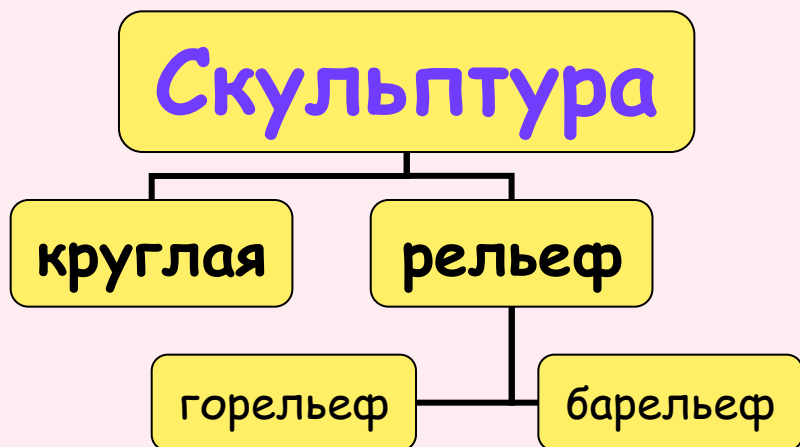 Скульптура
круглая
рельеф
горельеф
барельеф